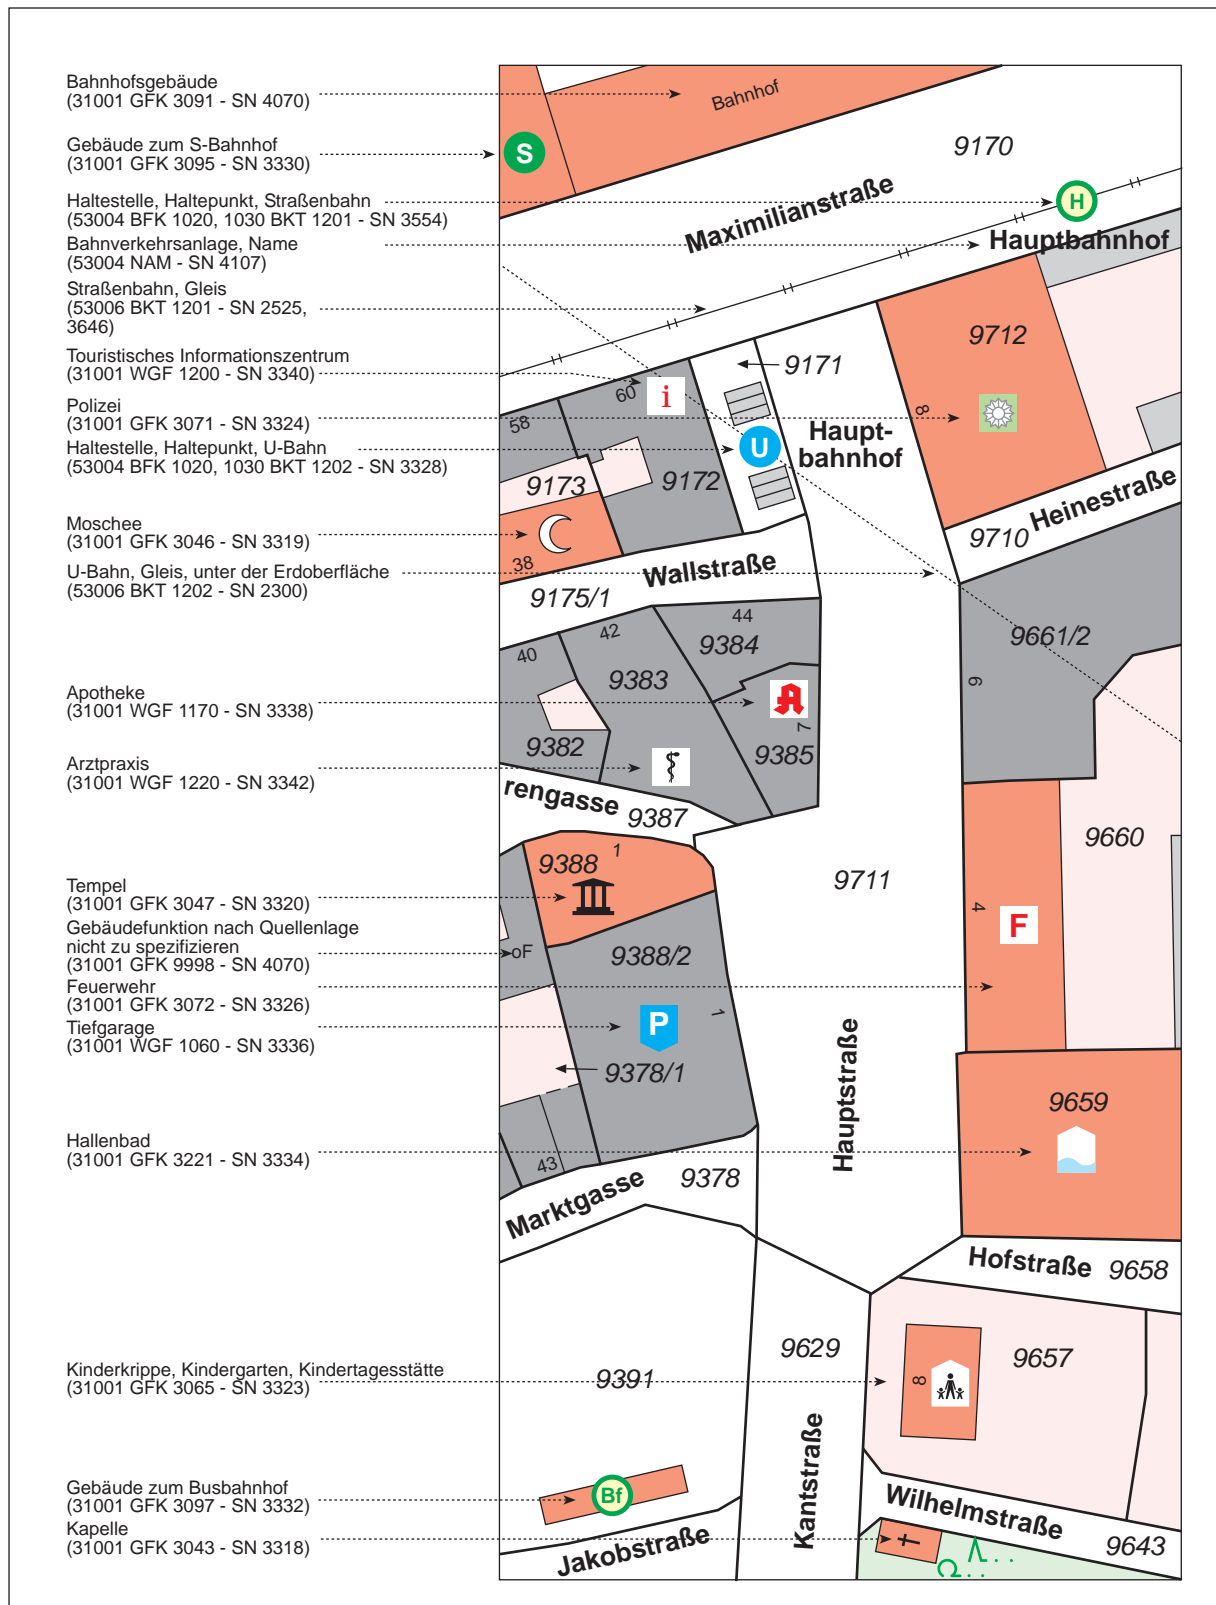 Bahnhofsgebäude
(31001 GFK 3091 - SN 4070)
Gebäude zum S-Bahnhof
(31001 GFK 3095 - SN 3330)
Haltestelle, Haltepunkt, Straßenbahn
(53004 BFK 1020, 1030 BKT 1201 - SN 3554)
Bahnverkehrsanlage, Name
(53004 NAM - SN 4107)
Straßenbahn, Gleis
(53006 BKT 1201 - SN 2525,
3646)
Touristisches Informationszentrum
(31001 WGF 1200 - SN 3340)
Polizei
(31001 GFK 3071 - SN 3324)
Haltestelle, Haltepunkt, U-Bahn
(53004 BFK 1020, 1030 BKT 1202 - SN 3328)
Moschee
(31001 GFK 3046 - SN 3319)
U-Bahn, Gleis, unter der Erdoberfläche
(53006 BKT 1202 - SN 2300)
Apotheke
(31001 WGF 1170 - SN 3338)
Arztpraxis
(31001 WGF 1220 - SN 3342)
Tempel
(31001 GFK 3047 - SN 3320)
Gebäudefunktion nach Quellenlage
nicht zu spezifizieren
(31001 GFK 9998 - SN 4070)
Feuerwehr
(31001 GFK 3072 - SN 3326)
Tiefgarage
(31001 WGF 1060 - SN 3336)
Hallenbad
(31001 GFK 3221 - SN 3334)
Kinderkrippe, Kindergarten, Kindertagesstätte
(31001 GFK 3065 - SN 3323)
Gebäude zum Busbahnhof
(31001 GFK 3097 - SN 3332)
Kapelle
(31001 GFK 3043 - SN 3318)
Bahnhof
S
9170
Maximilianstraße
H
Hauptbahnhof
9712
9171
60
i
8
58
Haupt-
bahnhof
U
9173
9172
Heinestraße
9710
38
Wallstraße
9175/1
44
42
9384
9661/2
40
9383
6
A
7
9382
9385
rengasse
9387
9660
9388
1
9711
4
F
oF
9388/2
P
1
9378/1
Hauptstraße
9659
43
9378
Marktgasse
Hofstraße
9658
9629
9657
9391
8
Kantstraße
Bf
Wilhelmstraße
9643
Jakobstraße